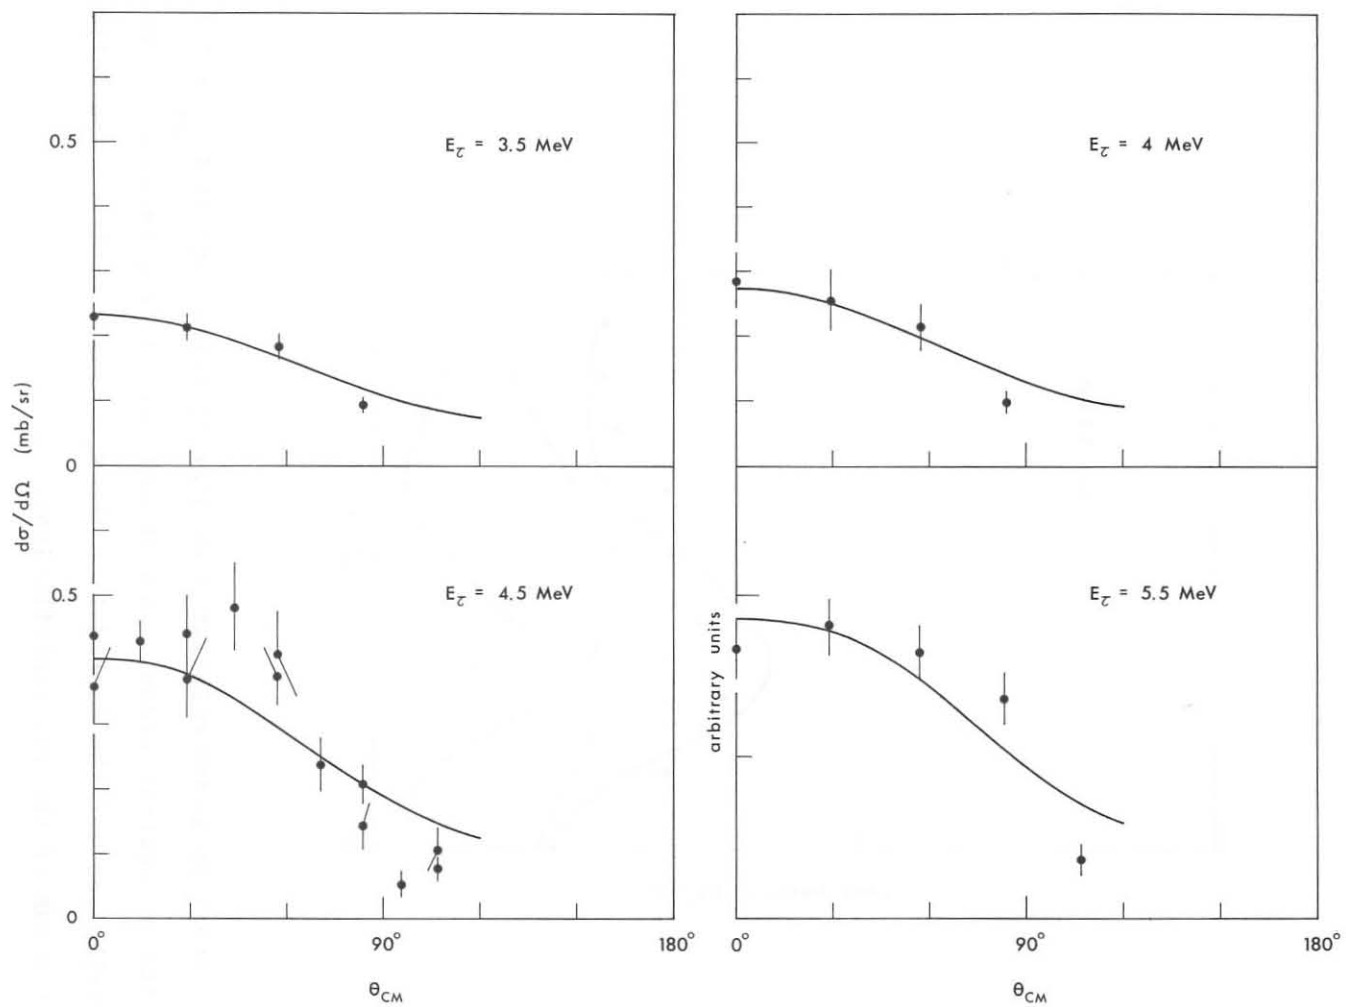 0.5
E_τ = 3.5 MeV
E_τ = 4 MeV
0
dσ/dΩ (mb/sr)
0.5
E_τ = 4.5 MeV
arbitrary units
E_τ = 5.5 MeV
0
0° 90° 180°
0° 90° 180°
θ_CM
θ_CM